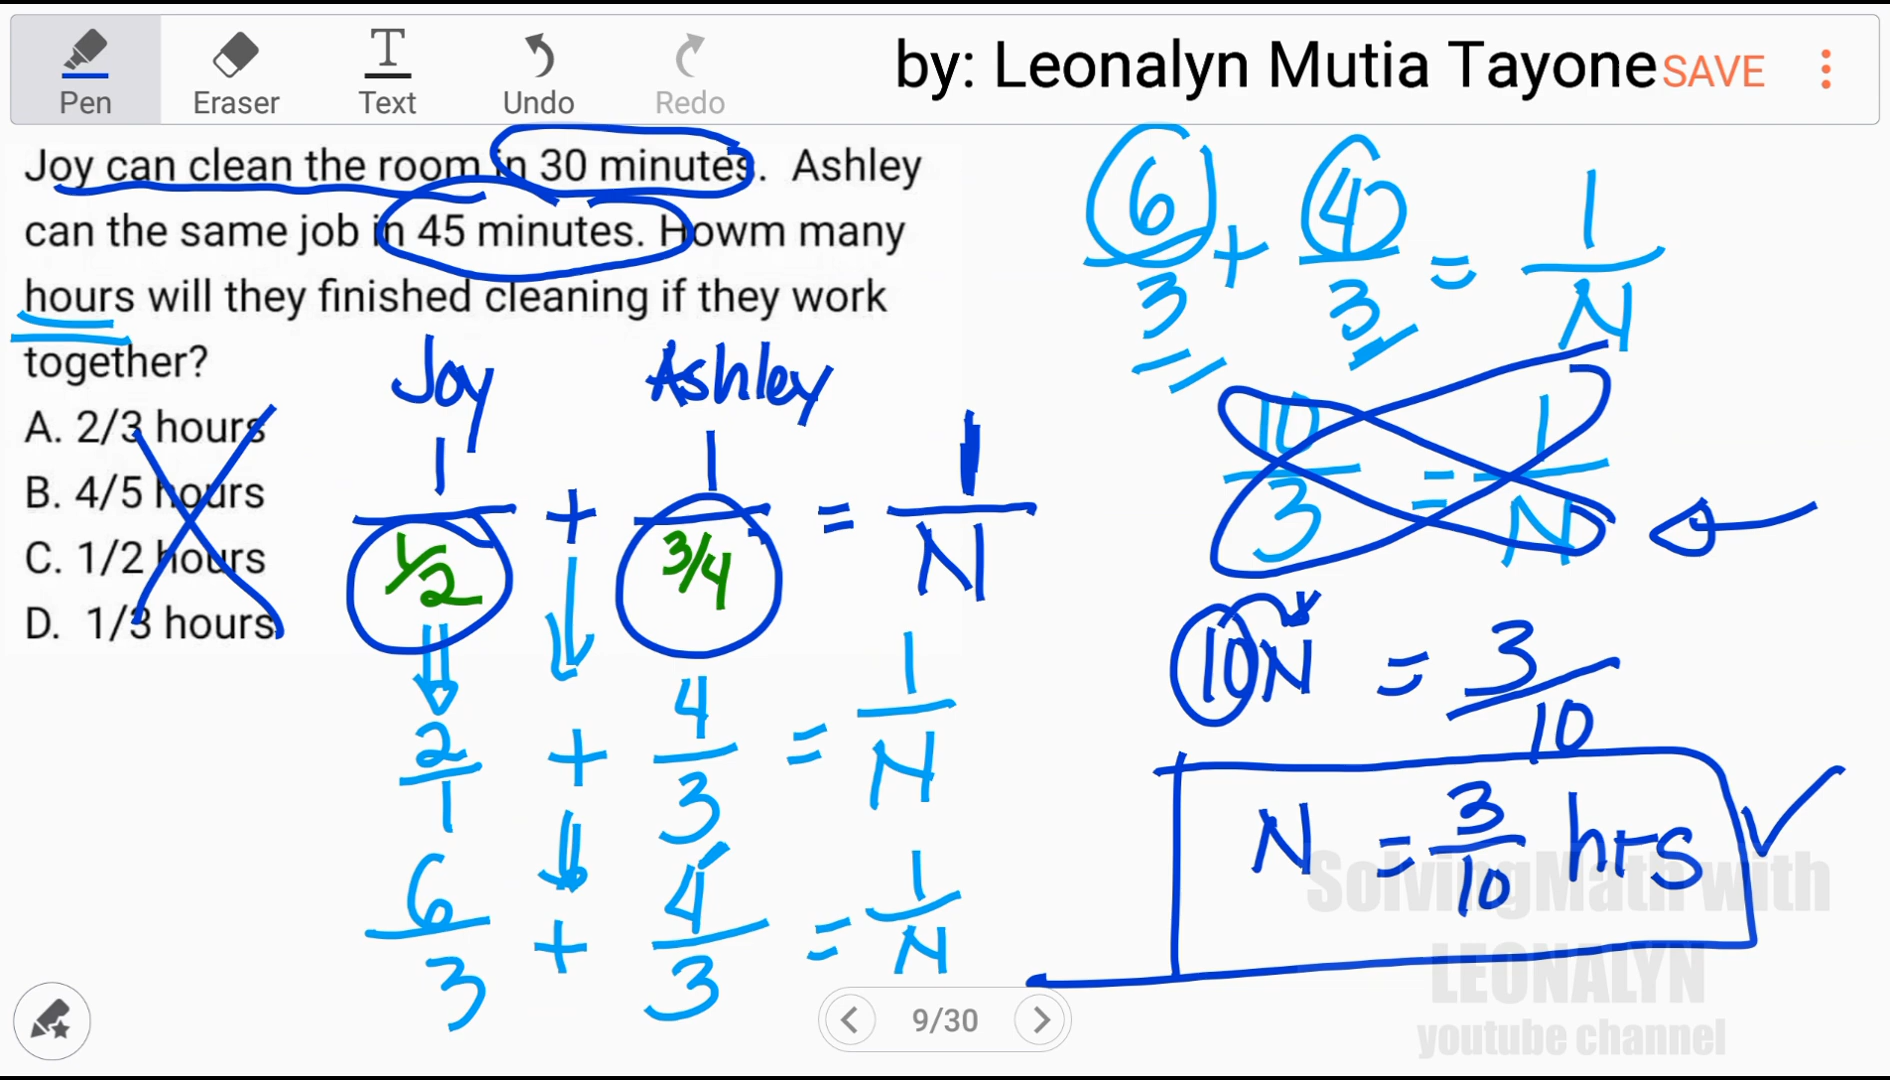 Pen
Eraser
T
Text
Undo
Redo
by: Leonalyn Mutia Tayone
SAVE
Joy can clean the room in 30 minutes. Ashley
can the same job in 45 minutes. Howm many
hours will they finished cleaning if they work
together?
A. 2/3 hours
B. 4/5 hours
C. 1/2 hours
D. 1/3 hours
Joy Ashley
1 1 1
+ =
1/2 3/4 N
2 4 1
+ =
1 3 N
6 4 1
+ =
3 3 N
6 4 1
+ =
3 3 N
10 1
=
3 N
10N = 3
10
N = 3/10 hrs
SolvingMath with
LEONALYN
youtube channel
9/30